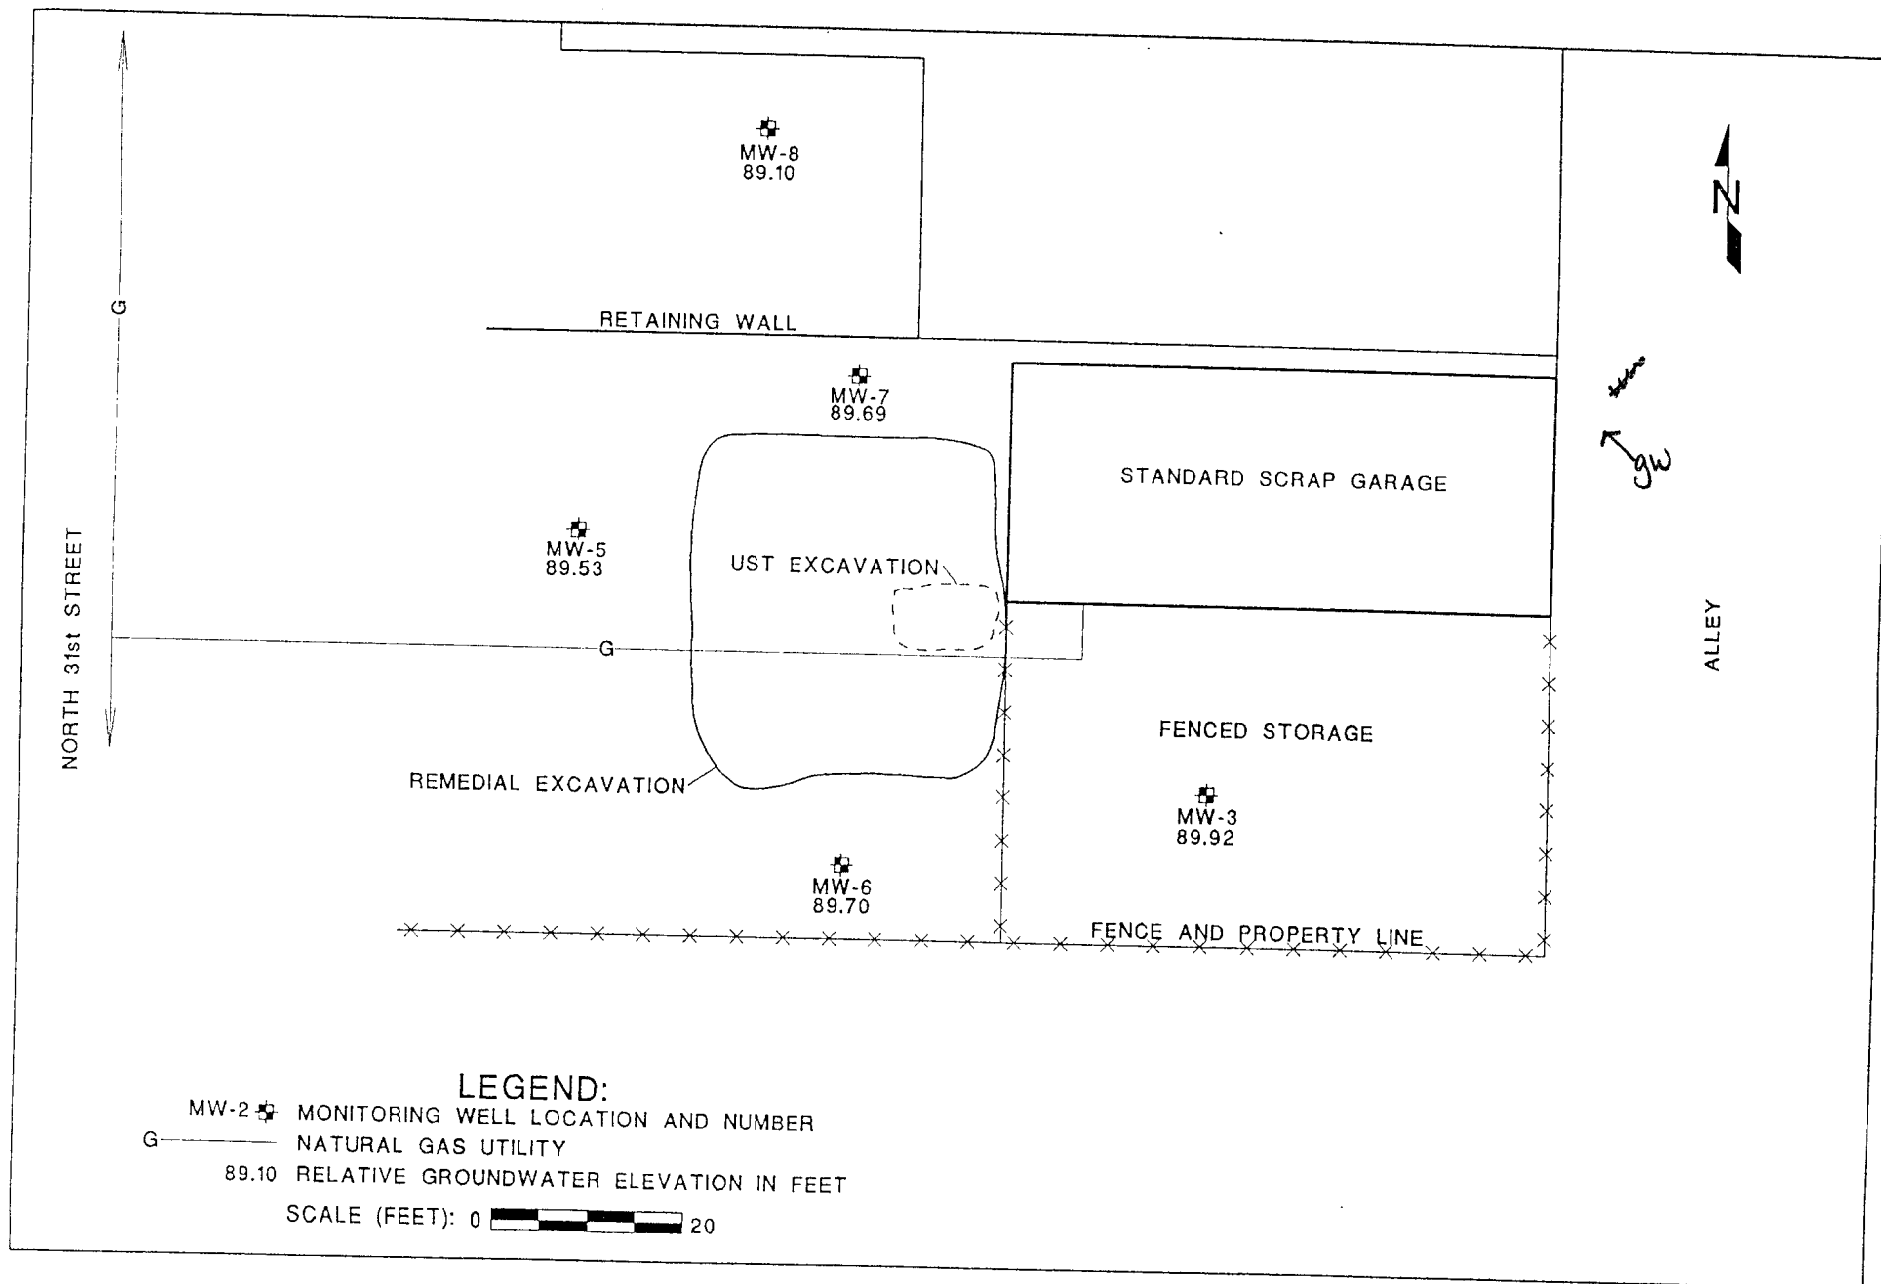 MW-8
89.10
N
G
RETAINING WALL
MW-7
89.69
gw
STANDARD SCRAP GARAGE
MW-5
89.53
UST EXCAVATION
NORTH 31st STREET
ALLEY
G
FENCED STORAGE
REMEDIAL EXCAVATION
MW-3
89.92
MW-6
89.70
FENCE AND PROPERTY LINE
LEGEND:
MW-2 MONITORING WELL LOCATION AND NUMBER
G NATURAL GAS UTILITY
89.10 RELATIVE GROUNDWATER ELEVATION IN FEET
SCALE (FEET): 0 20